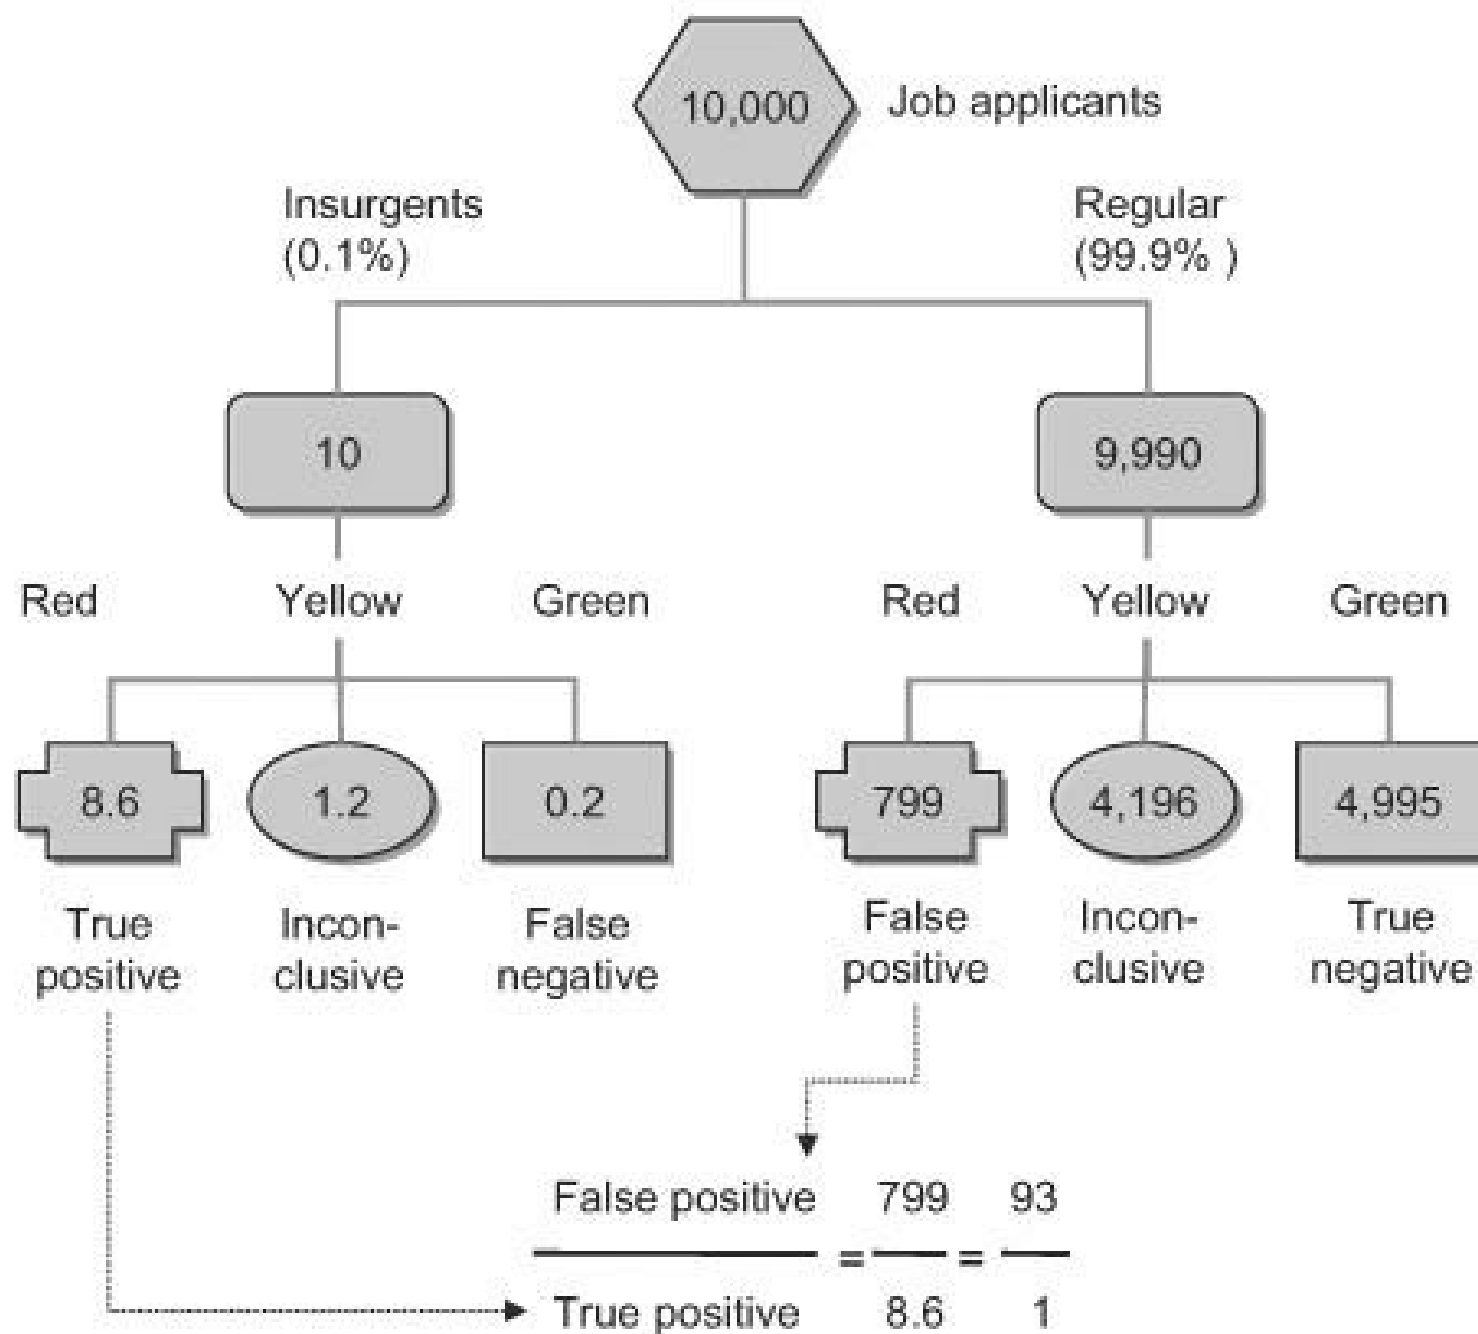 10,000
Job applicants
Insurgents
(0.1%)
Regular
(99.9% )
10
9,990
Red
Yellow
Green
Red
Yellow
Green
8.6
1.2
0.2
799
4,196
4,995
True
positive
Incon-
clusive
False
negative
False
positive
Incon-
clusive
True
negative
False positive
799
93
= =
True positive
8.6
1